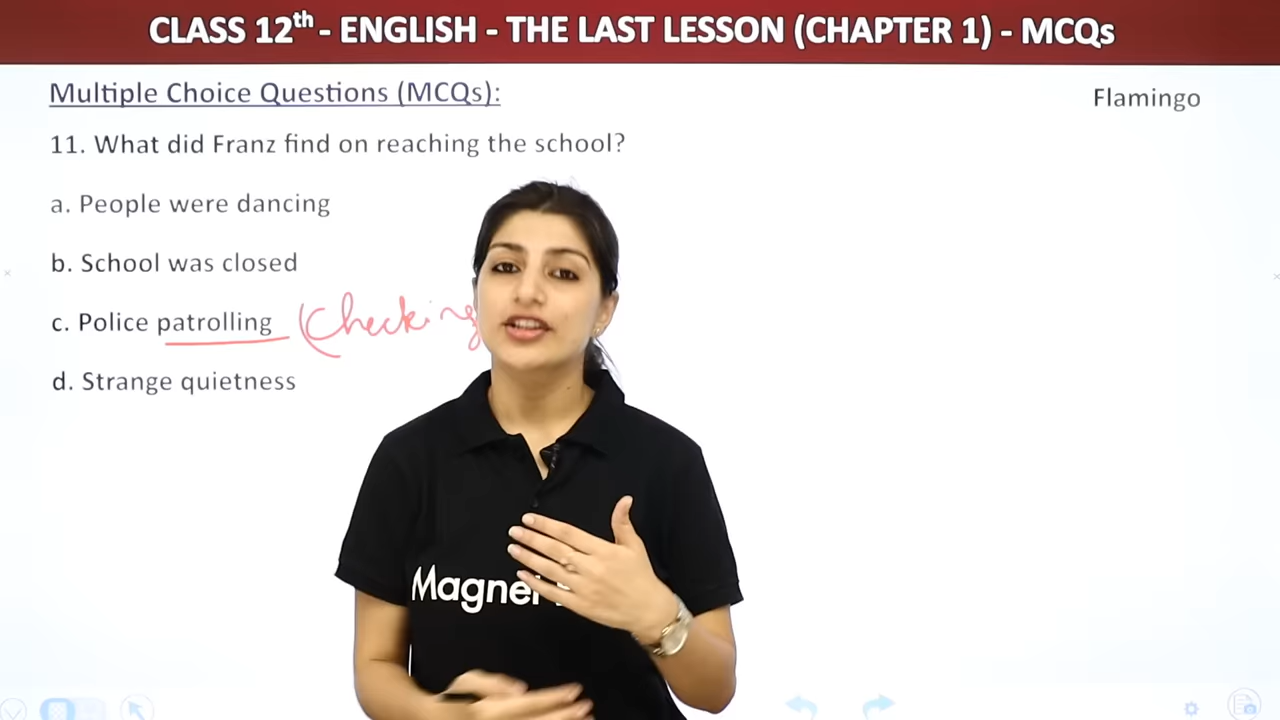 CLASS 12th - ENGLISH - THE LAST LESSON (CHAPTER 1) - MCQs
Multiple Choice Questions (MCQs):
Flamingo
11. What did Franz find on reaching the school?
a. People were dancing
b. School was closed
c. Police patrolling (checking
d. Strange quietness